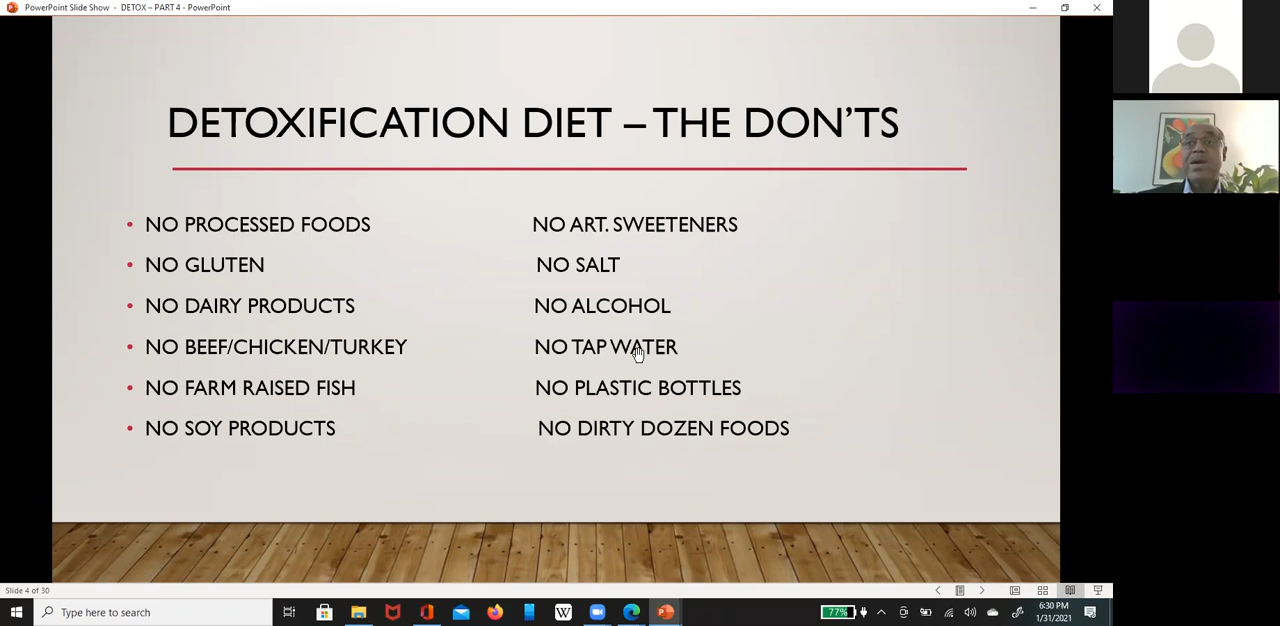 PowerPoint Slide Show - DETOX – PART 4 - PowerPoint
DETOXIFICATION DIET – THE DON'TS
• NO PROCESSED FOODS NO ART. SWEETENERS
• NO GLUTEN NO SALT
• NO DAIRY PRODUCTS NO ALCOHOL
• NO BEEF/CHICKEN/TURKEY NO TAP WATER
• NO FARM RAISED FISH NO PLASTIC BOTTLES
• NO SOY PRODUCTS NO DIRTY DOZEN FOODS
Slide 4 of 30
Type here to search
W
77%
6:30 PM
1/31/2021